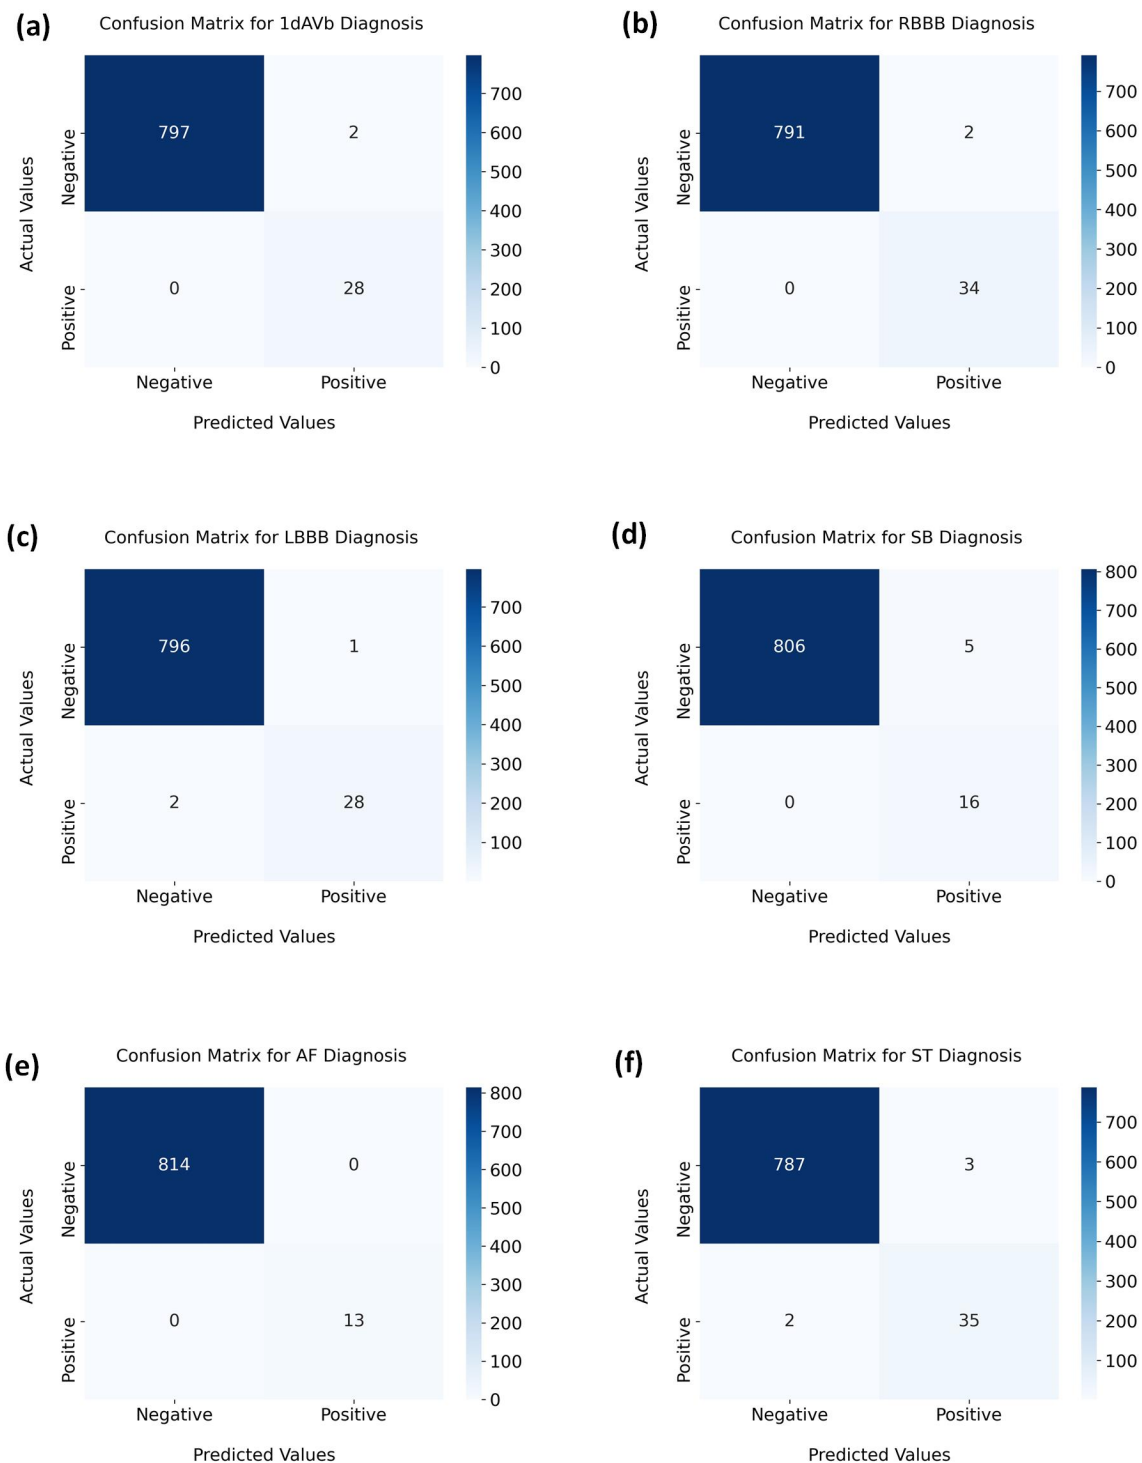 (a)
Confusion Matrix for 1dAVb Diagnosis
Actual Values
Negative
Positive
797
2
0
28
700
600
500
400
300
200
100
0
Negative Positive
Predicted Values
(b)
Confusion Matrix for RBBB Diagnosis
Actual Values
Negative
Positive
791
2
0
34
700
600
500
400
300
200
100
0
Negative Positive
Predicted Values
(c)
Confusion Matrix for LBBB Diagnosis
Actual Values
Negative
Positive
796
1
2
28
700
600
500
400
300
200
100
Negative Positive
Predicted Values
(d)
Confusion Matrix for SB Diagnosis
Actual Values
Negative
Positive
806
5
0
16
800
700
600
500
400
300
200
100
0
Negative Positive
Predicted Values
(e)
Confusion Matrix for AF Diagnosis
Actual Values
Negative
Positive
814
0
0
13
800
700
600
500
400
300
200
100
0
Negative Positive
Predicted Values
(f)
Confusion Matrix for ST Diagnosis
Actual Values
Negative
Positive
787
3
2
35
700
600
500
400
300
200
100
Negative Positive
Predicted Values